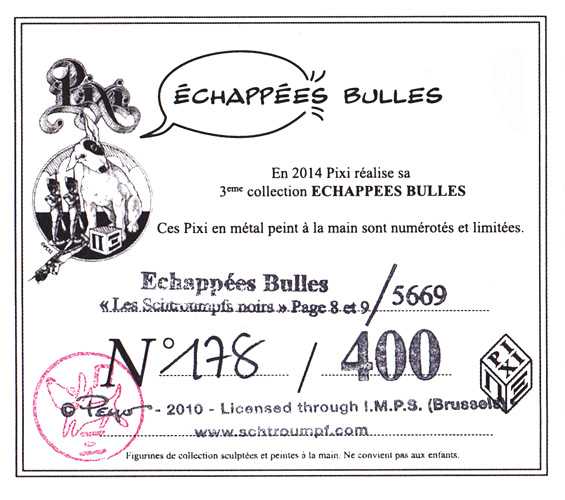 Pixi
ÉCHAPPÉES BULLES
En 2014 Pixi réalise sa
3eme collection ECHAPPEES BULLES
Ces Pixi en métal peint à la main sont numérotés et limitées.
Echappées Bulles
« Les Schtroumpfs noirs » Page 8 et 9 / 5669
N° 178 / 400
PIXI
© Peyo - 2010 - Licensed through I.M.P.S. (Brussels)
www.schtroumpf.com
Figurines de collection sculptées et peintes à la main. Ne convient pas aux enfants.